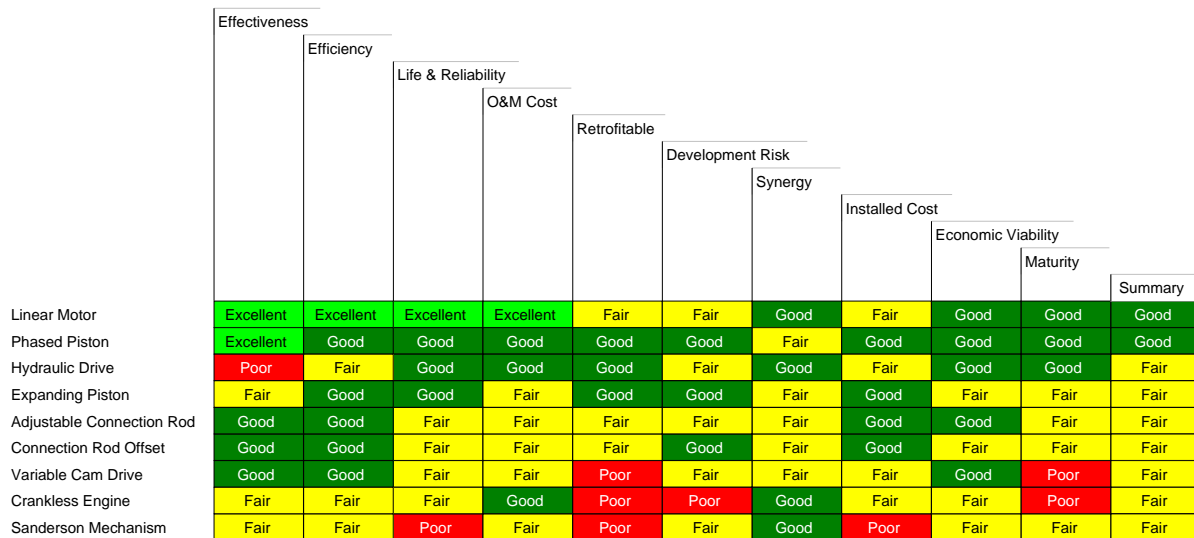 Effectiveness
Efficiency
Life & Reliability
O&M Cost
Retrofitable
Development Risk
Synergy
Installed Cost
Economic Viability
Maturity
Summary
Linear Motor Excellent Excellent Excellent Excellent Fair Fair Good Fair Good Good Good
Phased Piston Excellent Good Good Good Good Good Fair Good Good Good Good
Hydraulic Drive Poor Fair Good Good Good Fair Good Fair Good Good Fair
Expanding Piston Fair Good Good Fair Good Good Fair Good Fair Fair Fair
Adjustable Connection Rod Good Good Fair Fair Fair Fair Fair Good Good Fair Fair
Connection Rod Offset Good Good Fair Fair Fair Good Fair Good Fair Fair Fair
Variable Cam Drive Good Good Fair Fair Poor Fair Fair Fair Good Poor Fair
Crankless Engine Fair Fair Fair Good Poor Poor Good Fair Fair Poor Fair
Sanderson Mechanism Fair Fair Poor Fair Poor Fair Good Poor Fair Fair Fair